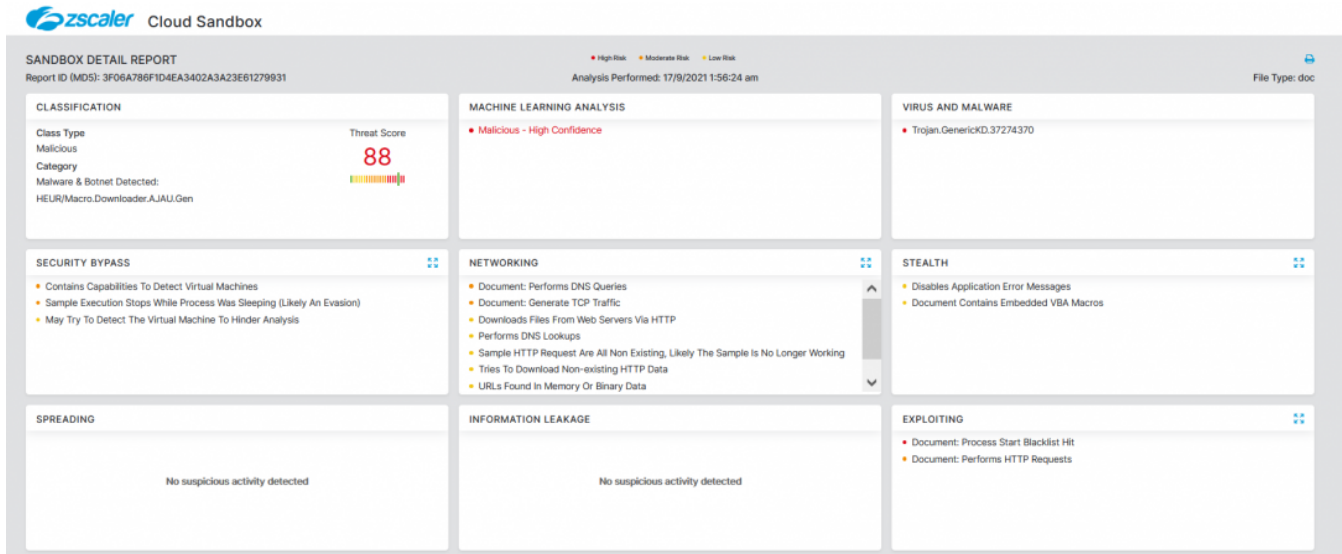 zscaler Cloud Sandbox
SANDBOX DETAIL REPORT
Report ID (MD5): 3F06A786F1D4EA3402A3A23E61279931
High Risk Moderate Risk Low Risk
Analysis Performed: 17/9/2021 1:56:24 am
File Type: doc
CLASSIFICATION
Class Type
Malicious
Category
Malware & Botnet Detected:
HEUR/Macro.Downloader.AJAU.Gen
Threat Score
88
MACHINE LEARNING ANALYSIS
Malicious - High Confidence
VIRUS AND MALWARE
Trojan.GenericKD.37274370
SECURITY BYPASS
Contains Capabilities To Detect Virtual Machines
Sample Execution Stops While Process Was Sleeping (Likely An Evasion)
May Try To Detect The Virtual Machine To Hinder Analysis
NETWORKING
Document: Performs DNS Queries
Document: Generate TCP Traffic
Downloads Files From Web Servers Via HTTP
Performs DNS Lookups
Sample HTTP Request Are All Non Existing, Likely The Sample Is No Longer Working
Tries To Download Non-existing HTTP Data
URLs Found In Memory Or Binary Data
STEALTH
Disables Application Error Messages
Document Contains Embedded VBA Macros
SPREADING
No suspicious activity detected
INFORMATION LEAKAGE
No suspicious activity detected
EXPLOITING
Document: Process Start Blacklist Hit
Document: Performs HTTP Requests